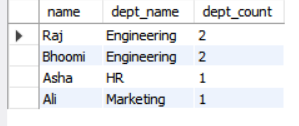 name dept_name dept_count
Raj Engineering 2
Bhoomi Engineering 2
Asha HR 1
Ali Marketing 1